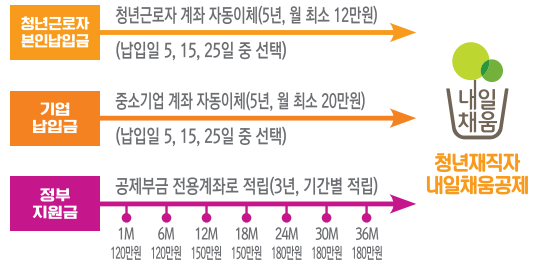 청년근로자
본인납입금
청년근로자 계좌 자동이체(5년, 월 최소 12만원)
(납입일 5, 15, 25일 중 선택)
기업
납입금
중소기업 계좌 자동이체(5년, 월 최소 20만원)
(납입일 5, 15, 25일 중 선택)
정부
지원금
공제부금 전용계좌로 적립(3년, 기간별 적립)
1M 6M 12M 18M 24M 30M 36M
120만원 120만원 150만원 150만원 180만원 180만원 180만원
내일
채움
청년재직자
내일채움공제